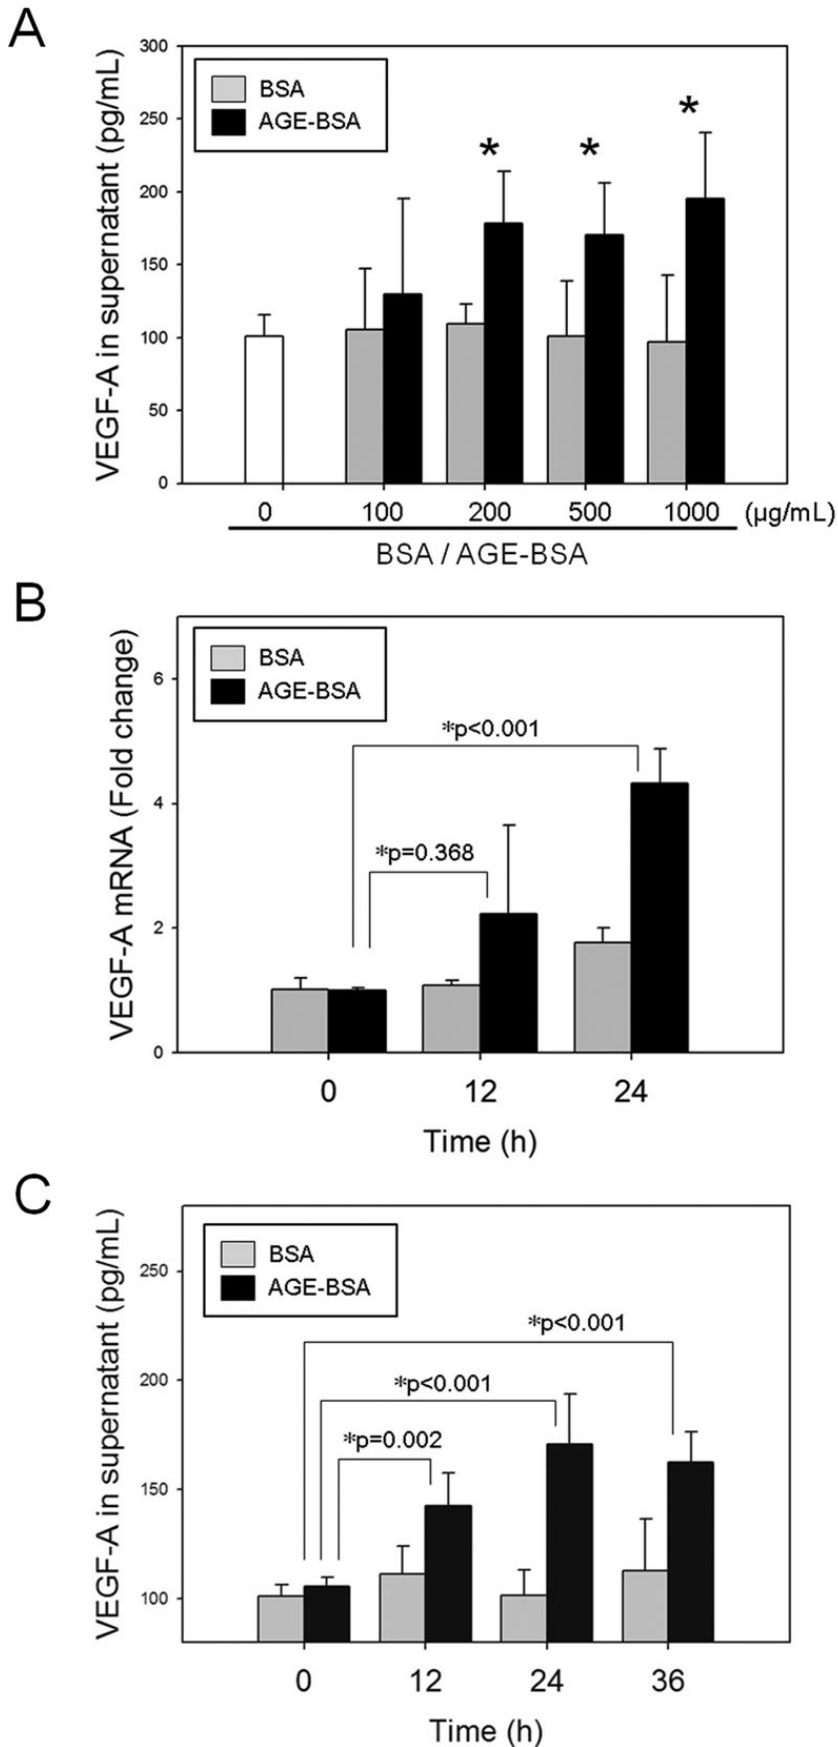 A
VEGF-A in supernatant (pg/mL)
300
250
200
150
100
50
0
BSA
AGE-BSA
*
*
*
0 100 200 500 1000 (µg/mL)
BSA / AGE-BSA
B
VEGF-A mRNA (Fold change)
6
4
2
0
BSA
AGE-BSA
*p<0.001
*p=0.368
0 12 24
Time (h)
C
VEGF-A in supernatant (pg/mL)
250
200
150
100
BSA
AGE-BSA
*p<0.001
*p<0.001
*p=0.002
0 12 24 36
Time (h)